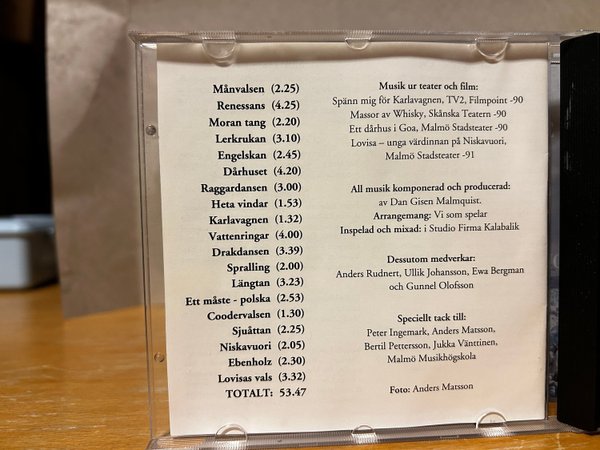 Månvalsen (2.25)
Renessans (4.25)
Moran tang (2.20)
Lerkrukan (3.10)
Engelskan (2.45)
Dårhuset (4.20)
Raggardansen (3.00)
Heta vindar (1.53)
Karlavagnen (1.32)
Vattenringar (4.00)
Drakdansen (3.39)
Spralling (2.00)
Längtan (3.23)
Ett måste - polska (2.53)
Coodervalsen (1.30)
Sjuåttan (2.25)
Niskavuori (2.05)
Ebenholz (2.30)
Lovisas vals (3.32)
TOTALT: 53.47
Musik ur teater och film:
Spänn mig för Karlavagnen, TV2, Filmpoint -90
Massor av Whisky, Skånska Teatern -90
Ett dårhus i Goa, Malmö Stadsteater -90
Lovisa – unga värdinnan på Niskavuori,
Malmö Stadsteater -91
All musik komponerad och producerad:
av Dan Gisen Malmquist.
Arrangemang: Vi som spelar
Inspelad och mixad: i Studio Firma Kalabalik
Dessutom medverkar:
Anders Rudnert, Ullik Johansson, Ewa Bergman
och Gunnel Olofsson
Speciellt tack till:
Peter Ingemark, Anders Matsson,
Bertil Pettersson, Jukka Vänttinen,
Malmö Musikhögskola
Foto: Anders Matsson